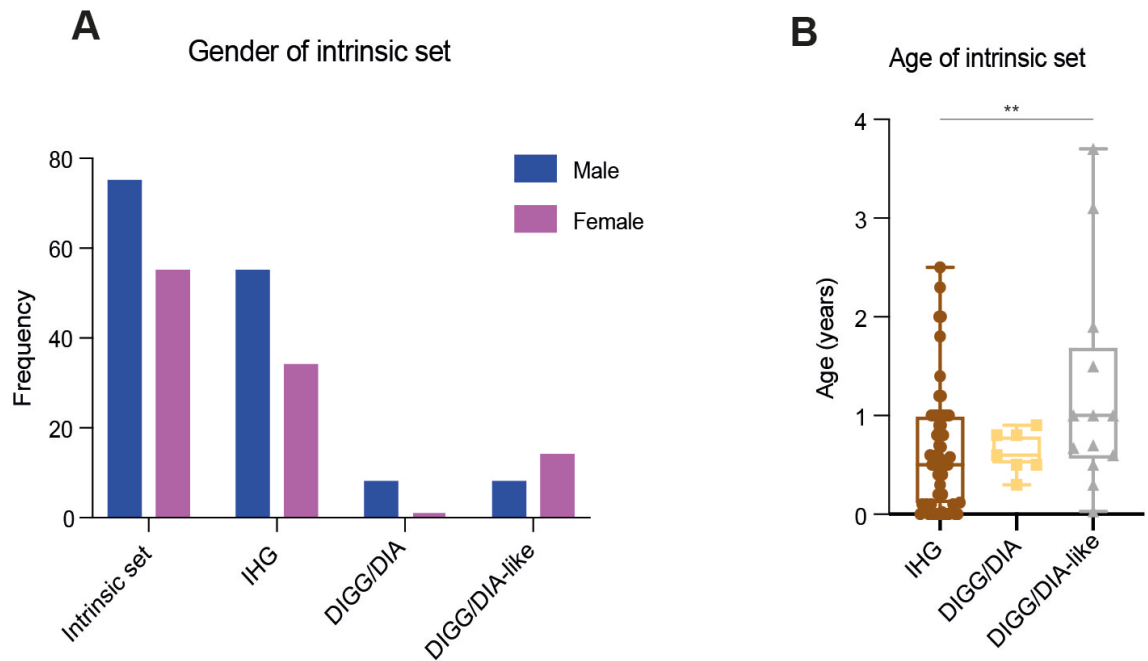 A
Gender of intrinsic set
Frequency
80
60
40
20
0
Male
Female
Intrinsic set
IHG
DIGG/DIA
DIGG/DIA-like
B
Age of intrinsic set
**
Age (years)
4
3
2
1
0
IHG
DIGG/DIA
DIGG/DIA-like